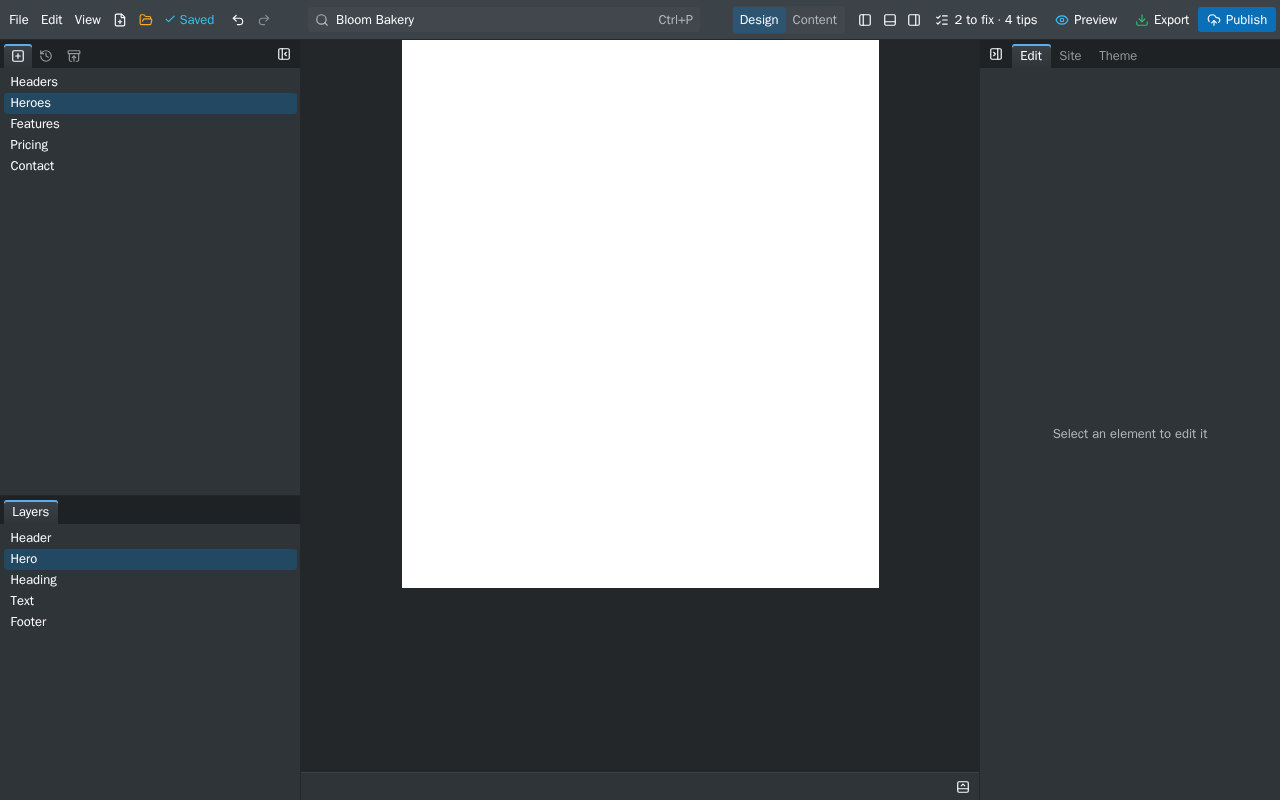 File Edit View Saved Bloom Bakery Ctrl+P Design Content 2 to fix · 4 tips Preview Export Publish
Edit Site Theme
Headers
Heroes
Features
Pricing
Contact
Select an element to edit it
Layers
Header
Hero
Heading
Text
Footer